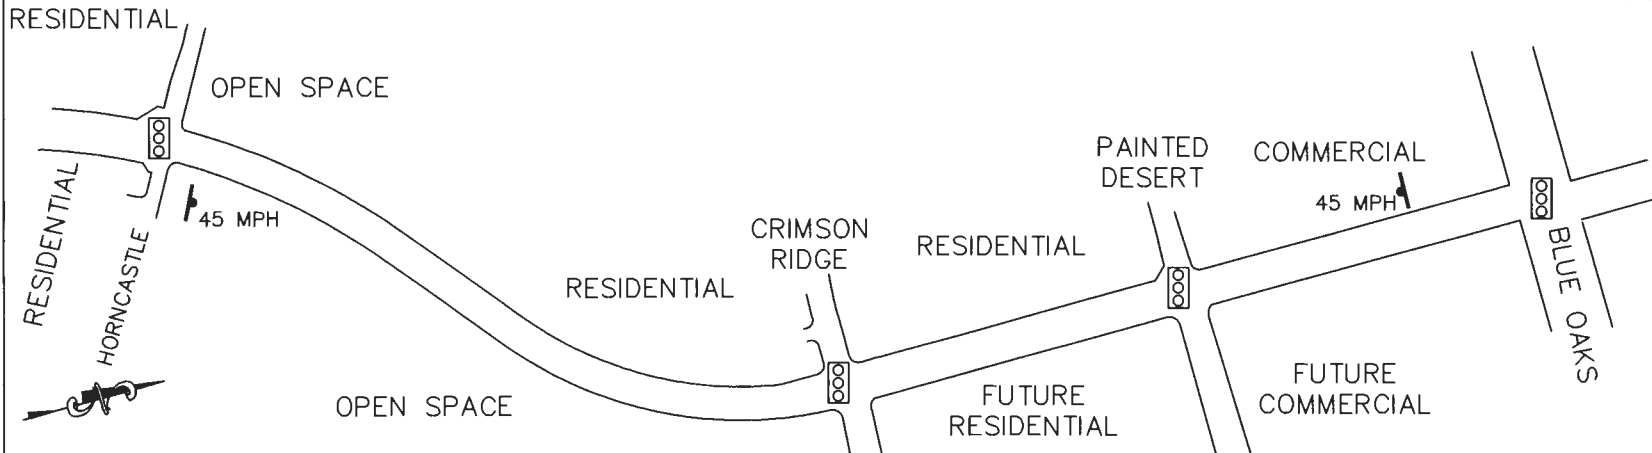 RESIDENTIAL
OPEN SPACE
RESIDENTIAL
HORNCASTLE
45 MPH
N
OPEN SPACE
RESIDENTIAL
CRIMSON
RIDGE
RESIDENTIAL
PAINTED
DESERT
COMMERCIAL
45 MPH
BLUE OAKS
FUTURE
RESIDENTIAL
FUTURE
COMMERCIAL